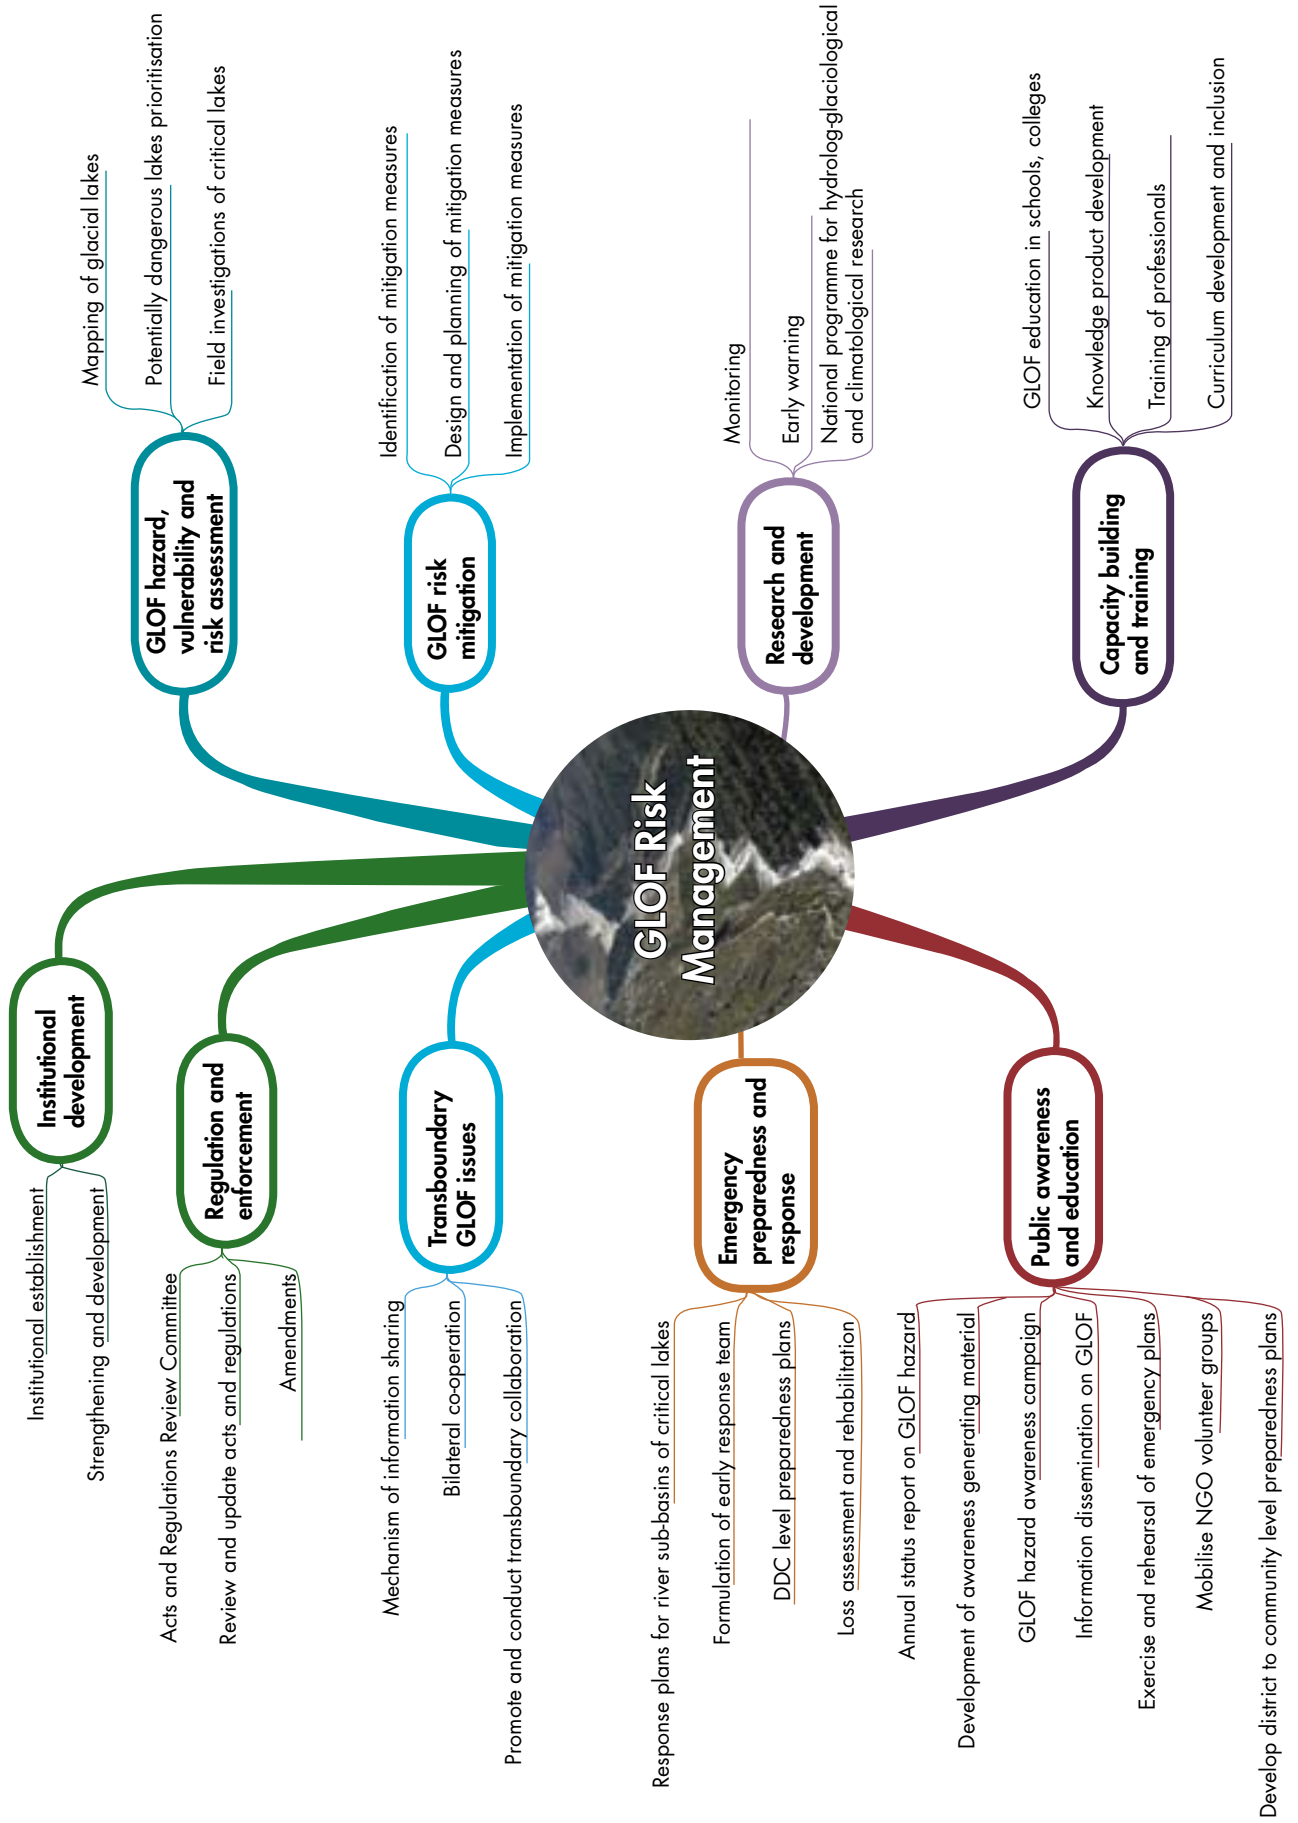 GLOF Risk
Management
Institutional
development
Institutional establishment
Strengthening and development
Regulation and
enforcement
Acts and Regulations Review Committee
Review and update acts and regulations
Amendments
Transboundary
GLOF issues
Mechanism of information sharing
Bilateral co-operation
Promote and conduct transboundary collaboration
Emergency
preparedness and
response
Response plans for river sub-basins of critical lakes
Formulation of early response team
DDC level preparedness plans
Loss assessment and rehabilitation
Public awareness
and education
Annual status report on GLOF hazard
Development of awareness generating material
GLOF hazard awareness campaign
Information dissemination on GLOF
Exercise and rehearsal of emergency plans
Mobilise NGO volunteer groups
Develop district to community level preparedness plans
GLOF hazard,
vulnerability and
risk assessment
Mapping of glacial lakes
Potentially dangerous lakes prioritisation
Field investigations of critical lakes
GLOF risk
mitigation
Identification of mitigation measures
Design and planning of mitigation measures
Implementation of mitigation measures
Research and
development
Monitoring
Early warning
National programme for hydrolog-glaciological
and climatological research
Capacity building
and training
GLOF education in schools, colleges
Knowledge product development
Training of professionals
Curriculum development and inclusion